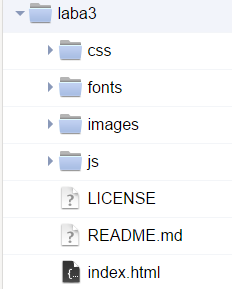 laba3
css
fonts
images
js
LICENSE
README.md
index.html